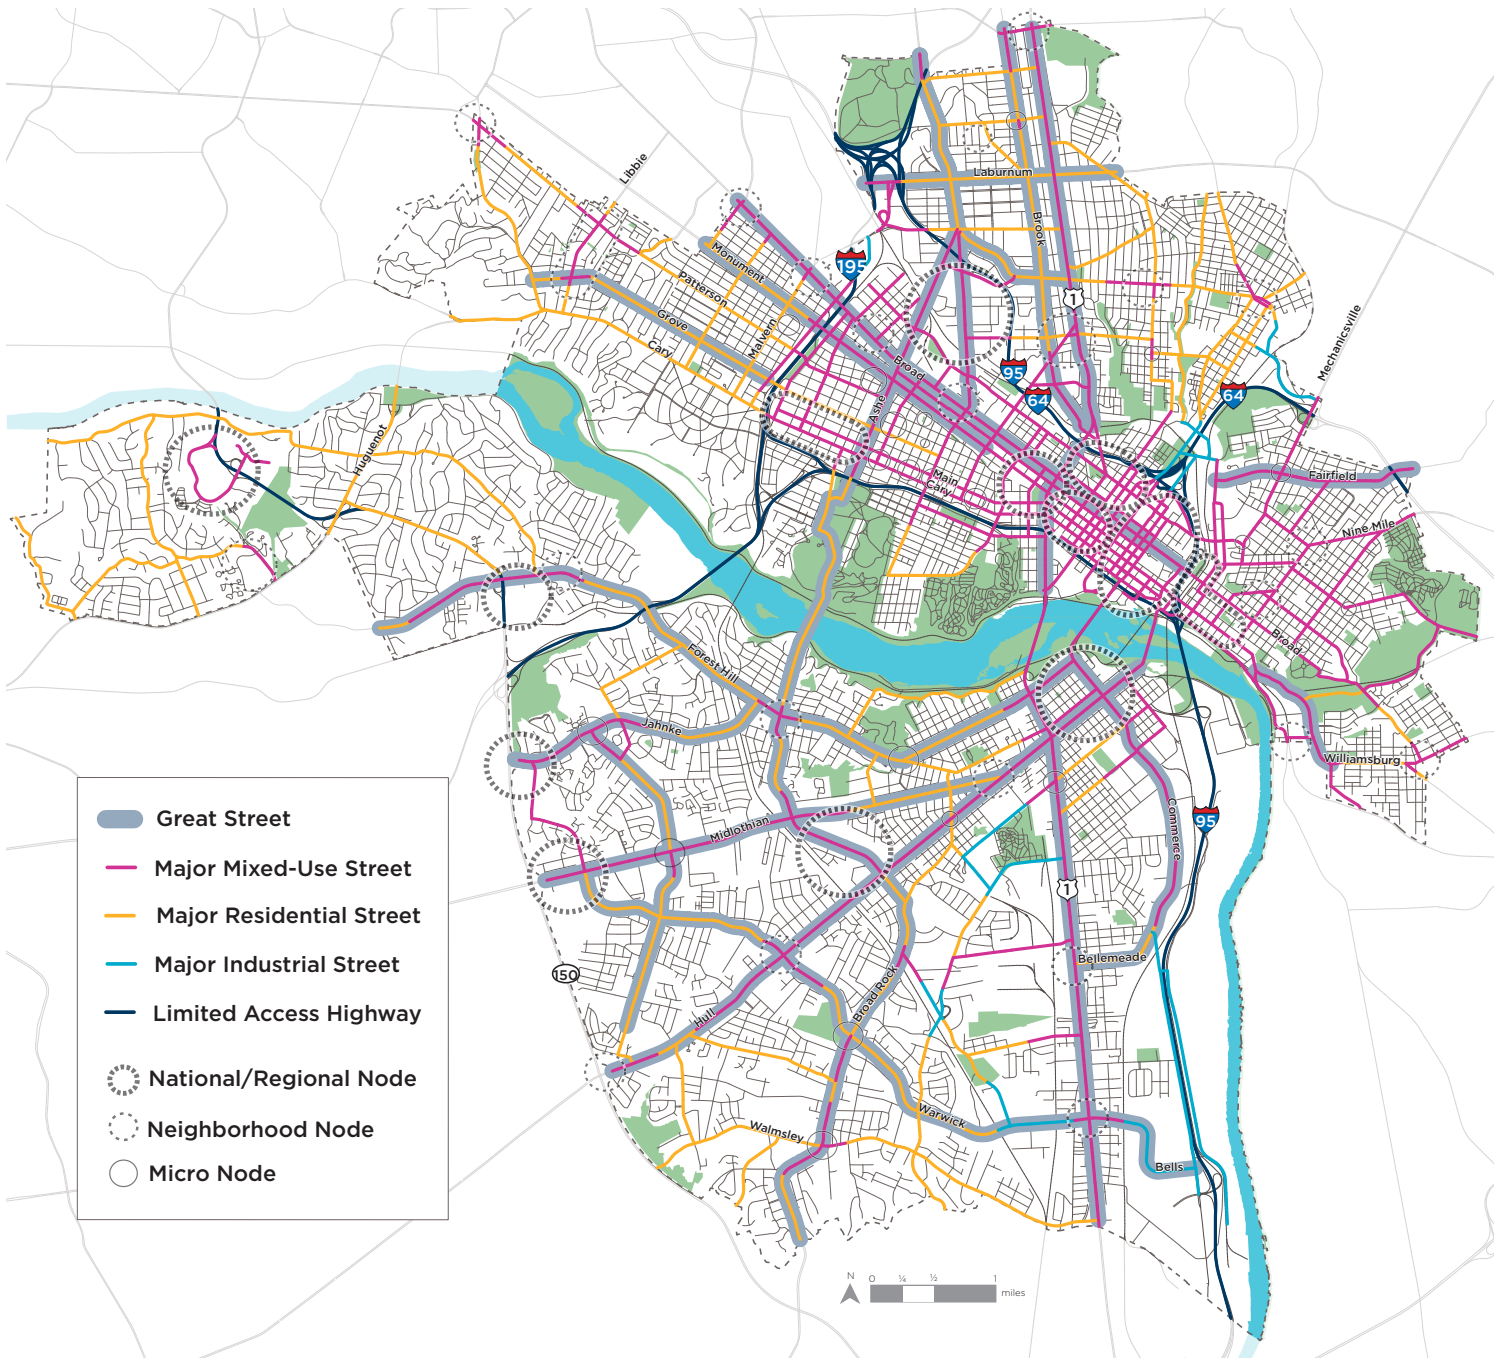 Libbie
Laburnum
Brook
Monument
195
Patterson
1
Mechanicsville
Grove
Malvern
Cary
Broad
95
64
64
Ashe
Huguenot
Main
Cary
Fairfield
Nine Mile
Broad
Forest Hill
Jahnke
Williamsburg
Midlothian
Commerce
95
1
Bellemeade
150
Broad Rock
Hull
Warwick
Walmsley
Bells
Great Street
Major Mixed-Use Street
Major Residential Street
Major Industrial Street
Limited Access Highway
National/Regional Node
Neighborhood Node
Micro Node
N
0 ¼ ½ 1
miles